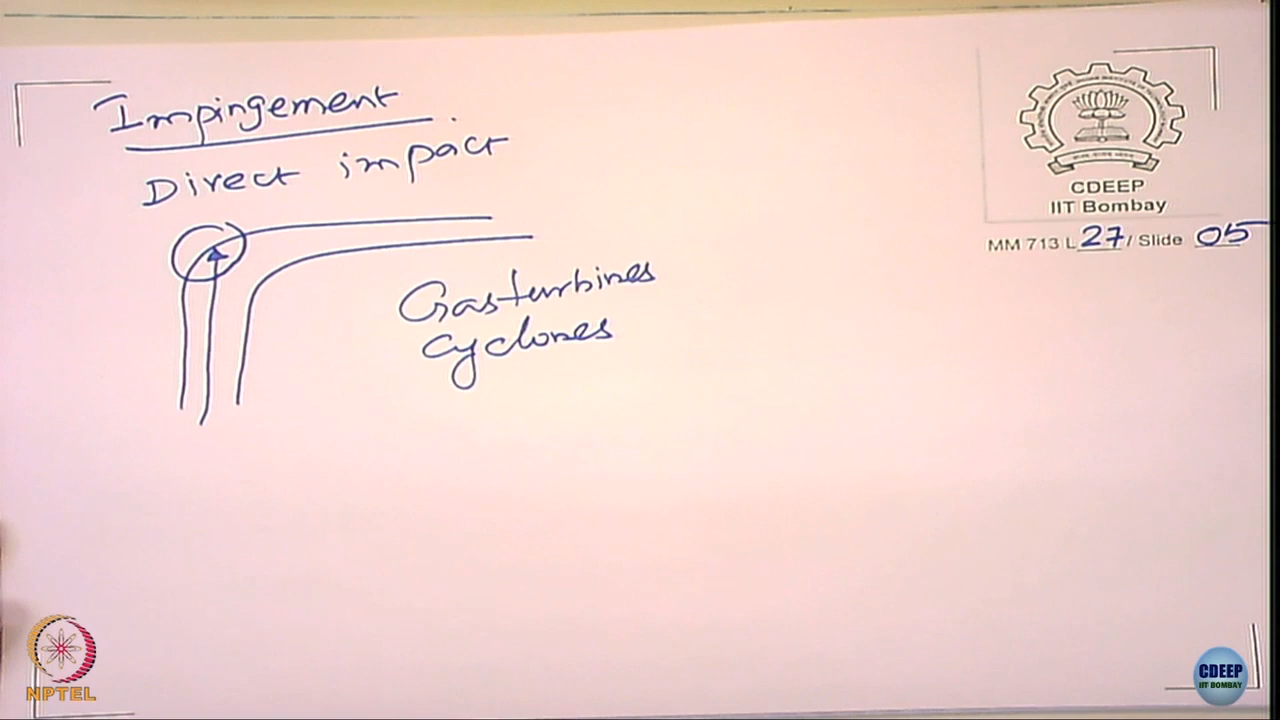 Impingement
Direct impact
Gasturbines
Cyclones
CDEEP
IIT Bombay
MM 713 L 27 / Slide 05
NPTEL
CDEEP
IIT BOMBAY